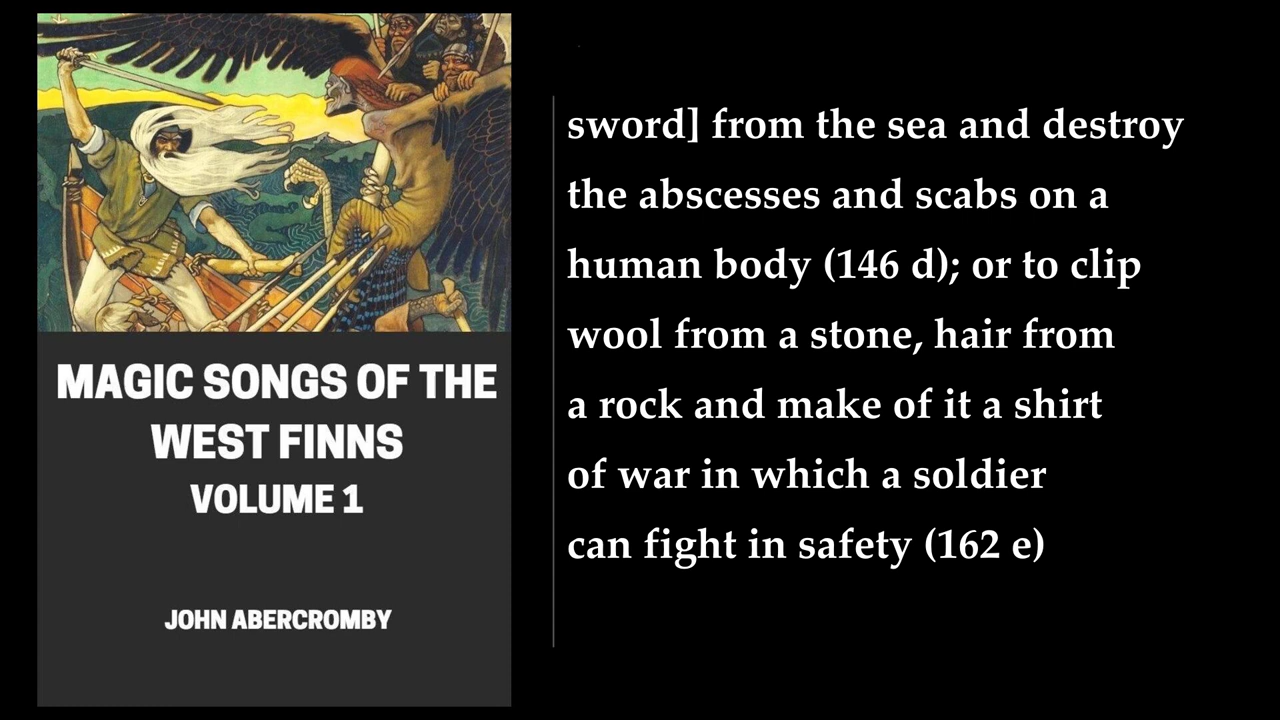 MAGIC SONGS OF THE
WEST FINNS
VOLUME 1
JOHN ABERCROMBY
sword] from the sea and destroy
the abscesses and scabs on a
human body (146 d); or to clip
wool from a stone, hair from
a rock and make of it a shirt
of war in which a soldier
can fight in safety (162 e)